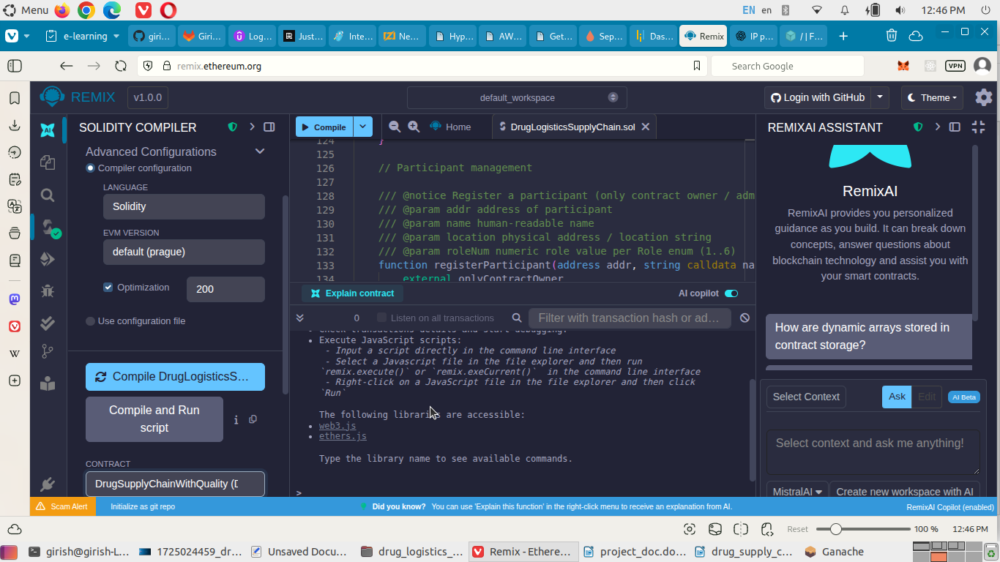 Menu
EN en 12:46 PM
e-learning giri... Giri... Log... Just... Inte... Ne... Hyp... AW... Get... Sep... Das... Remix IP p... / | F...
remix.ethereum.org
Search Google
VPN
REMIX v1.0.0
default_workspace
Login with GitHub
Theme
SOLIDITY COMPILER
Advanced Configurations
Compiler configuration
LANGUAGE
Solidity
EVM VERSION
default (prague)
Optimization 200
Use configuration file
Compile DrugLogisticsS...
Compile and Run
script
CONTRACT
DrugSupplyChainWithQuality (D
Compile
Home
DrugLogisticsSupplyChain.sol
124 }
125
126 // Participant management
127
128 /// @notice Register a participant (only contract owner / adm
129 /// @param addr address of participant
130 /// @param name human-readable name
131 /// @param location physical address / location string
132 /// @param roleNum numeric role value per Role enum (1..6)
133 function registerParticipant(address addr, string calldata na
134 external onlyContractOwner
Explain contract
AI copilot
0 Listen on all transactions
Filter with transaction hash or ad...
• Check transactions details and start debugging.
• Execute JavaScript scripts:
- Input a script directly in the command line interface
- Select a Javascript file in the file explorer and then run
`remix.execute()` or `remix.exeCurrent()` in the command line interface
- Right-click on a JavaScript file in the file explorer and then click
`Run`
The following libraries are accessible:
• web3.js
• ethers.js
Type the library name to see available commands.
>
REMIXAI ASSISTANT
RemixAI
RemixAI provides you personalized
guidance as you build. It can break down
concepts, answer questions about
blockchain technology and assist you with
your smart contracts.
How are dynamic arrays stored in
contract storage?
Select Context
Ask Edit AI Beta
Select context and ask me anything!
MistralAI
Create new workspace with AI
Scam Alert
Initialize as git repo
Did you know? You can use 'Explain this function' in the right-click menu to receive an explanation from AI.
RemixAI Copilot (enabled)
Reset 100 % 12:46 PM
girish@girish-L... 1725024459_dr... Unsaved Docu... drug_logistics_... Remix - Ethere... project_doc.do... drug_supply_c... Ganache